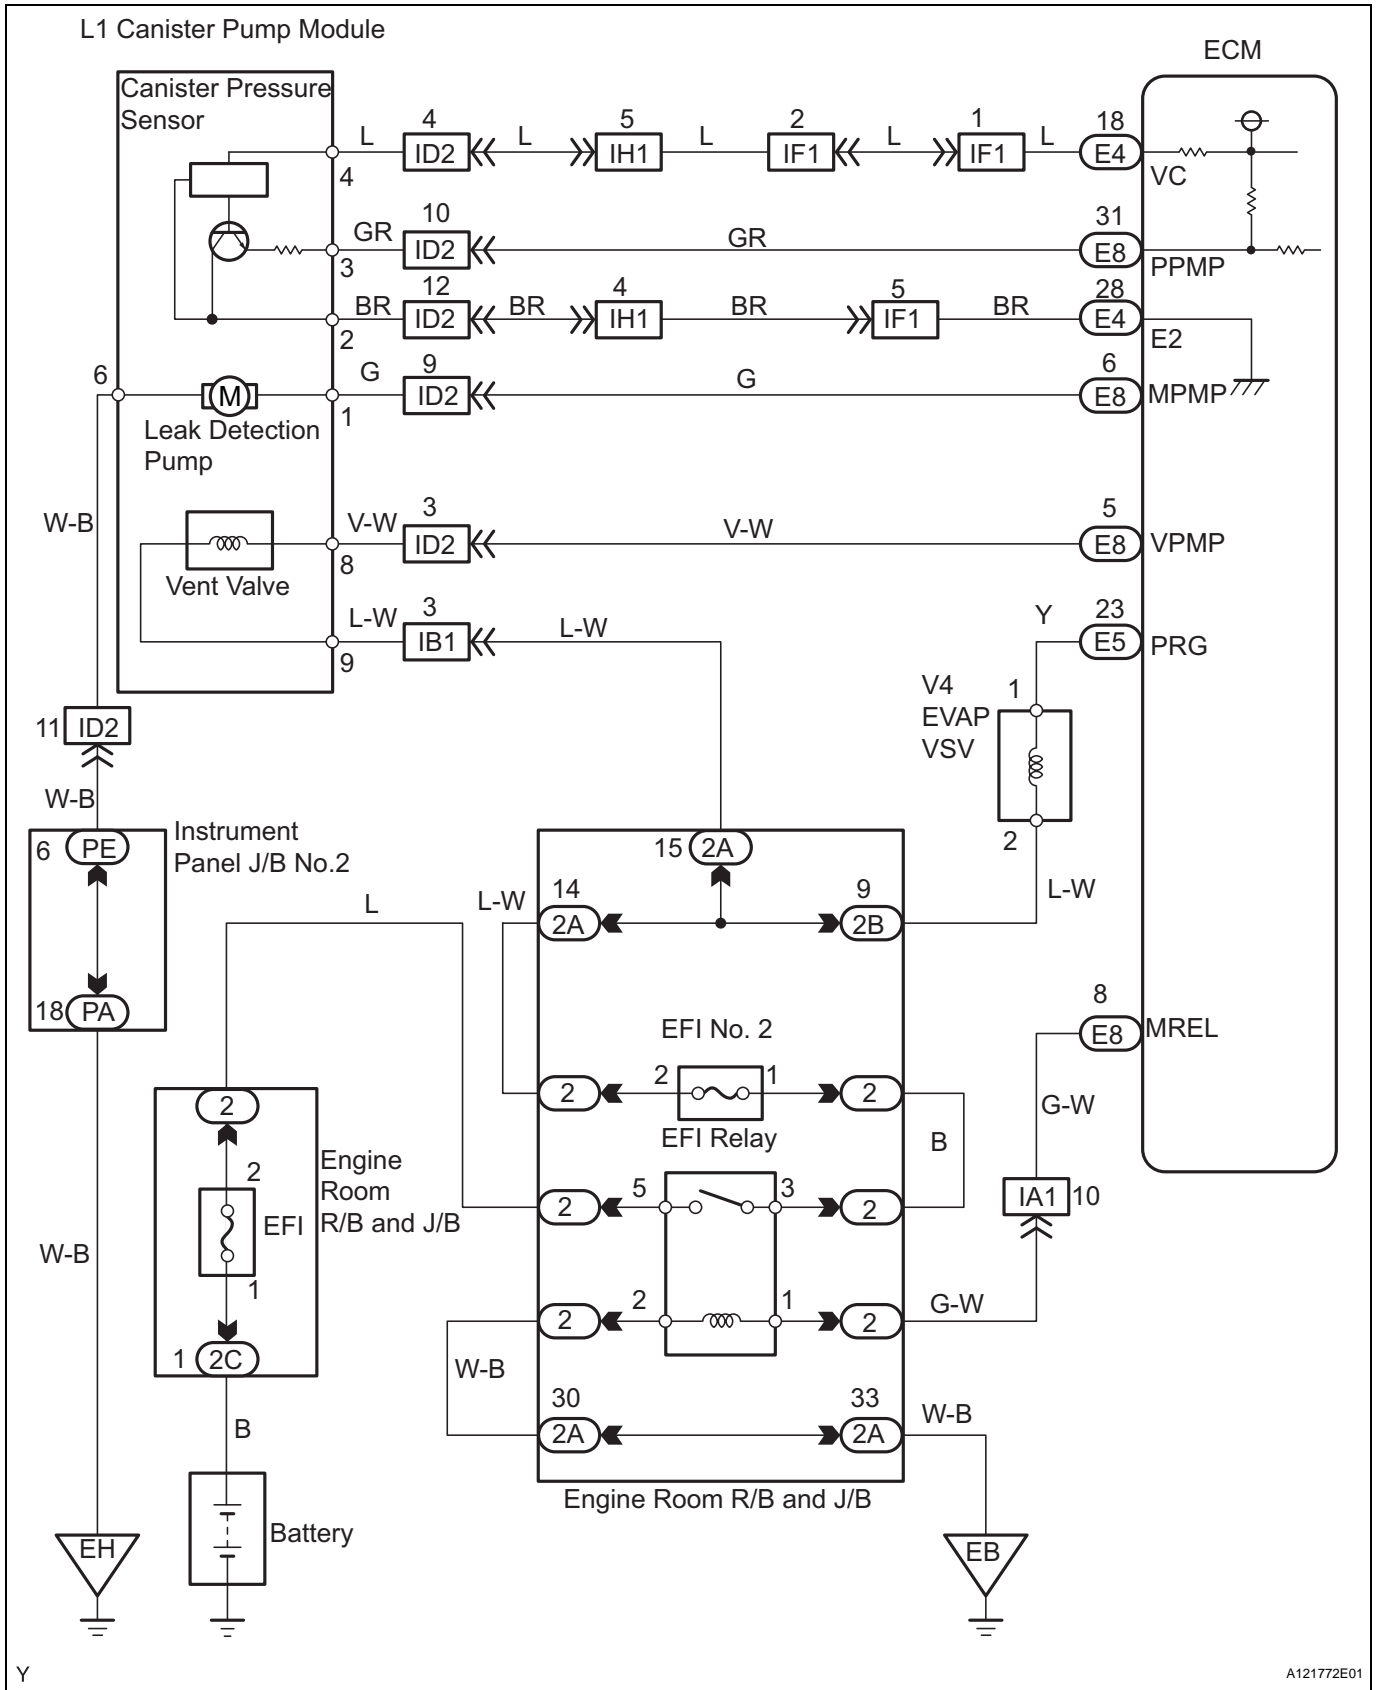 L1 Canister Pump Module
ECM
Canister Pressure
Sensor
L 4 ID2 L 5 IH1 L 2 IF1 L 1 IF1 L 18 E4
4
VC
GR 10 ID2 GR 31 E8
3
PPMP
BR 12 ID2 BR 4 IH1 BR 5 IF1 BR 28 E4
2
E2
6 M G 9 ID2 G 6 E8 MPMP
1
Leak Detection
Pump
W-B
V-W 3 ID2 V-W 5 E8 VPMP
8
Vent Valve
L-W 3 IB1 L-W
9
Y 23 E5 PRG
V4
EVAP
VSV
1
2
L-W
11 ID2
W-B
Instrument
Panel J/B No.2
6 PE
18 PA
W-B
EH
15 2A
L-W 14 2A 9 2B
L
EFI No. 2
2 2 1 2
EFI Relay
B
2 5 3 2
2 2 1 2
G-W
8 E8 MREL
G-W
IA1 10
W-B
30 2A 33 2A
W-B
Engine Room R/B and J/B
EB
2
2
EFI
1
Engine
Room
R/B and J/B
1 2C
B
Battery
Y
A121772E01